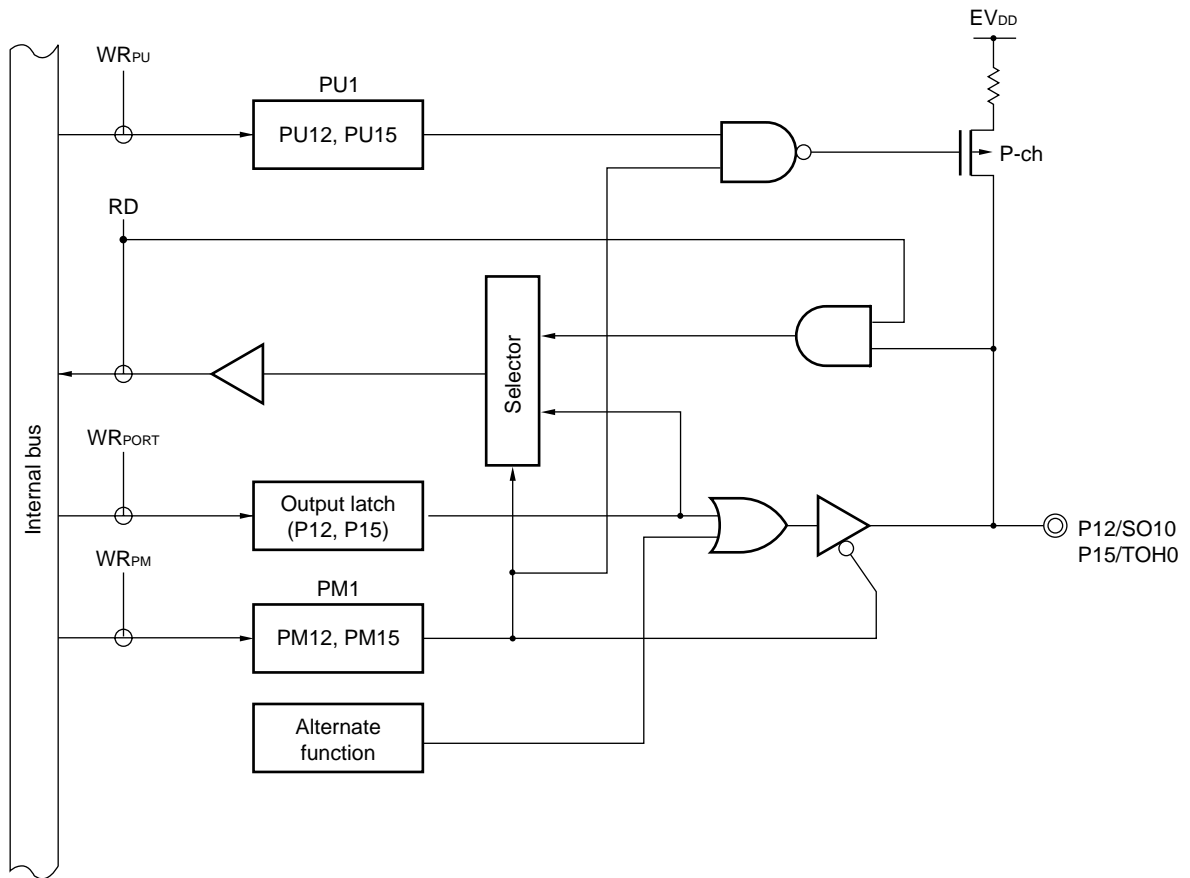 EVDD
WRPU
PU1
PU12, PU15
P-ch
RD
Selector
Internal bus
WRPORT
Output latch
(P12, P15)
P12/SO10
P15/TOH0
WRPM
PM1
PM12, PM15
Alternate
function